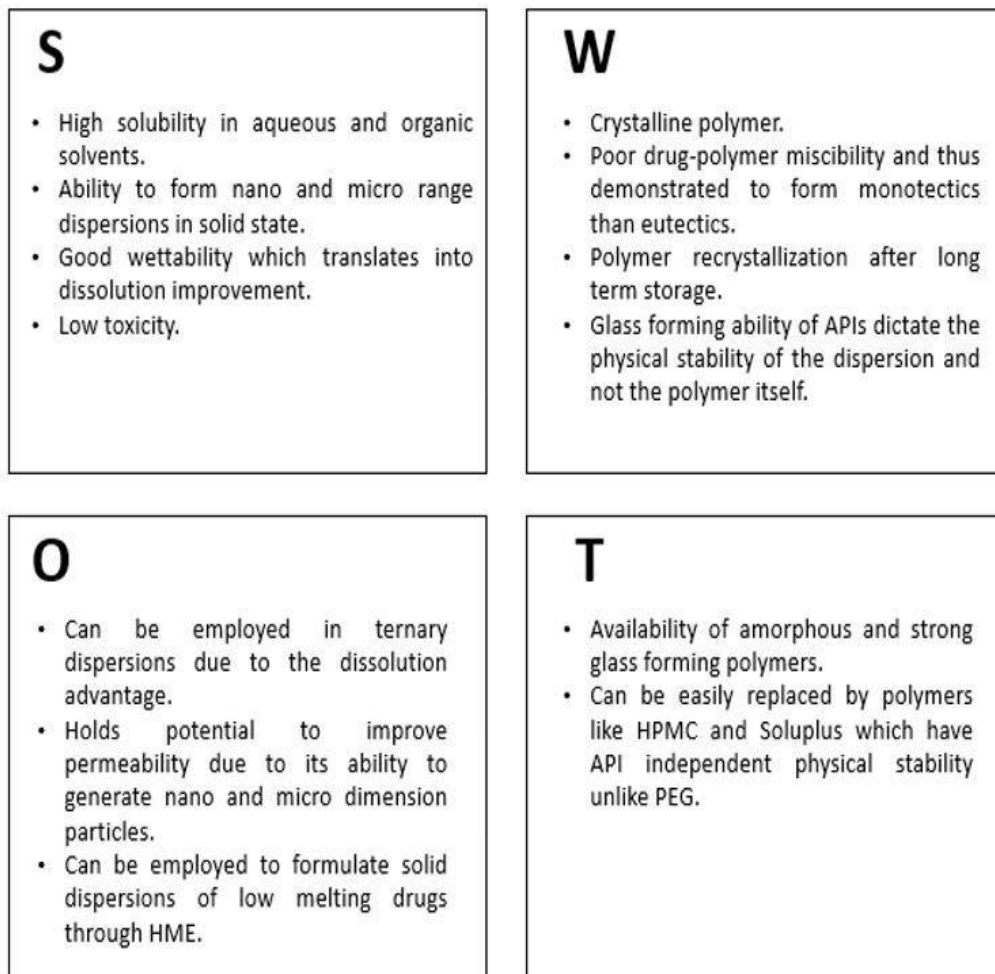 S
• High solubility in aqueous and organic
solvents.
• Ability to form nano and micro range
dispersions in solid state.
• Good wettability which translates into
dissolution improvement.
• Low toxicity.
W
• Crystalline polymer.
• Poor drug-polymer miscibility and thus
demonstrated to form monotectics
than eutectics.
• Polymer recrystallization after long
term storage.
• Glass forming ability of APIs dictate the
physical stability of the dispersion and
not the polymer itself.
O
• Can be employed in ternary
dispersions due to the dissolution
advantage.
• Holds potential to improve
permeability due to its ability to
generate nano and micro dimension
particles.
• Can be employed to formulate solid
dispersions of low melting drugs
through HME.
T
• Availability of amorphous and strong
glass forming polymers.
• Can be easily replaced by polymers
like HPMC and Soluplus which have
API independent physical stability
unlike PEG.